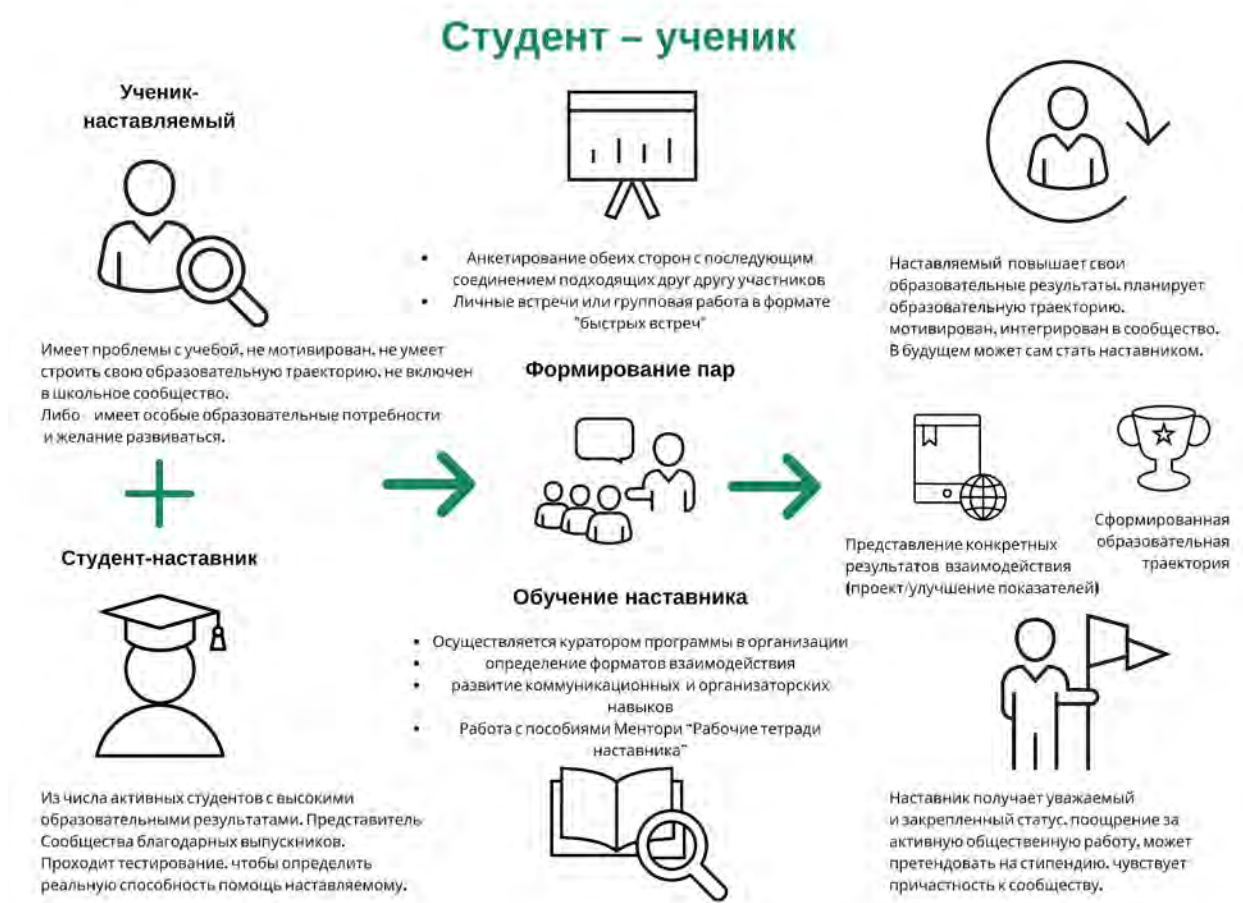 Студент – ученик
Ученик-
наставляемый
Имеет проблемы с учебой, не мотивирован, не умеет
строить свою образовательную траекторию, не включен
в школьное сообщество.
Либо имеет особые образовательные потребности
и желание развиваться.
Студент-наставник
Из числа активных студентов с высокими
образовательными результатами. Представитель
Сообщества благодарных выпускников.
Проходит тестирование, чтобы определить
реальную способность помощь наставляемому.
• Анкетирование обеих сторон с последующим
соединением подходящих друг другу участников
• Личные встречи или групповая работа в формате
"быстрых встреч"
Формирование пар
Обучение наставника
• Осуществляется куратором программы в организации
• определение форматов взаимодействия
• развитие коммуникационных и организаторских
навыков
• Работа с пособиями Ментори "Рабочие тетради
наставника"
Наставляемый повышает свои
образовательные результаты, планирует
образовательную траекторию,
мотивирован, интегрирован в сообщество.
В будущем может сам стать наставником.
Представление конкретных
результатов взаимодействия
(проект/улучшение показателей)
Сформированная
образовательная
траектория
Наставник получает уважаемый
и закрепленный статус, поощрение за
активную общественную работу, может
претендовать на стипендию, чувствует
причастность к сообществу.